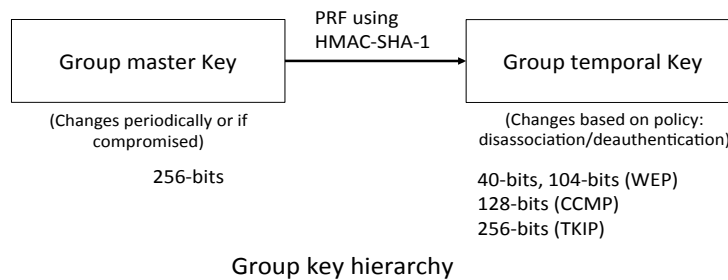 PRF using
HMAC-SHA-1
Group master Key
Group temporal Key
(Changes periodically or if
compromised)
(Changes based on policy:
disassociation/deauthentication)
256-bits
40-bits, 104-bits (WEP)
128-bits (CCMP)
256-bits (TKIP)
Group key hierarchy